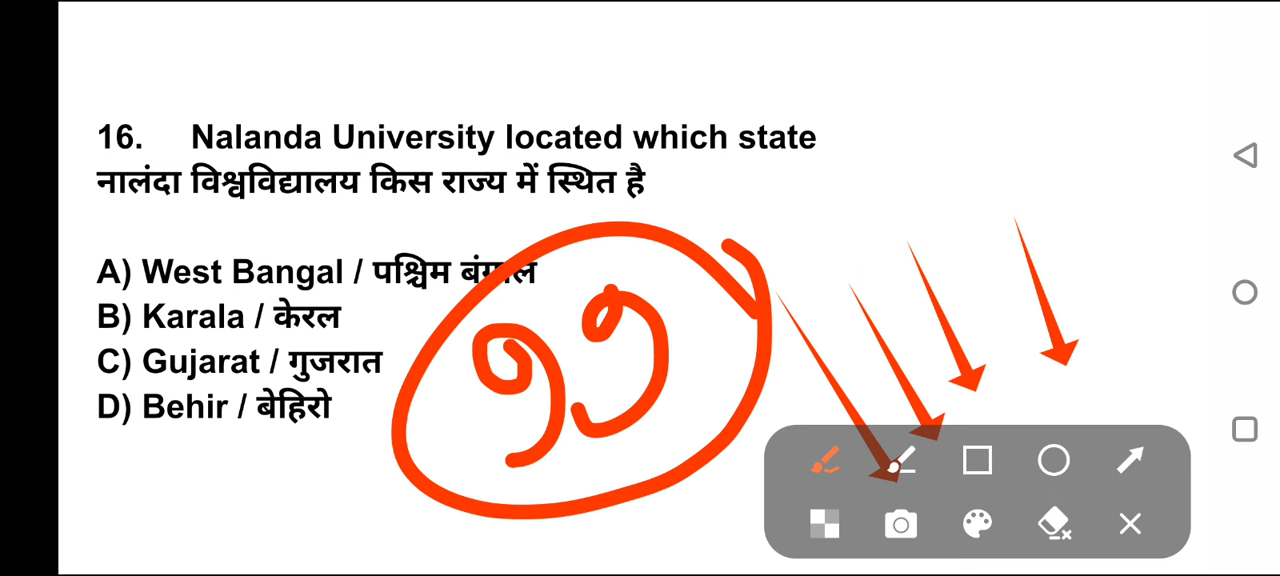 16. Nalanda University located which state
नालंदा विश्वविद्यालय किस राज्य में स्थित है
A) West Bangal / पश्चिम बंगाल
B) Karala / केरल
C) Gujarat / गुजरात
D) Behir / बेहिरो